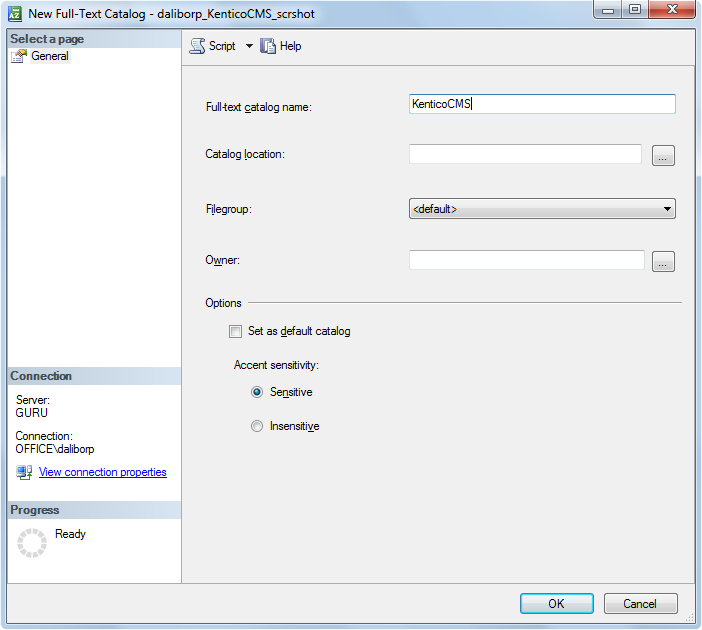 New Full-Text Catalog - daliborp_KenticoCMS_scrshot
Select a page
General
Script
Help
Full-text catalog name:
KenticoCMS
Catalog location:
...
Filegroup:
<default>
Owner:
...
Options
Set as default catalog
Accent sensitivity:
Sensitive
Insensitive
Connection
Server:
GURU
Connection:
OFFICE\daliborp
View connection properties
Progress
Ready
OK
Cancel